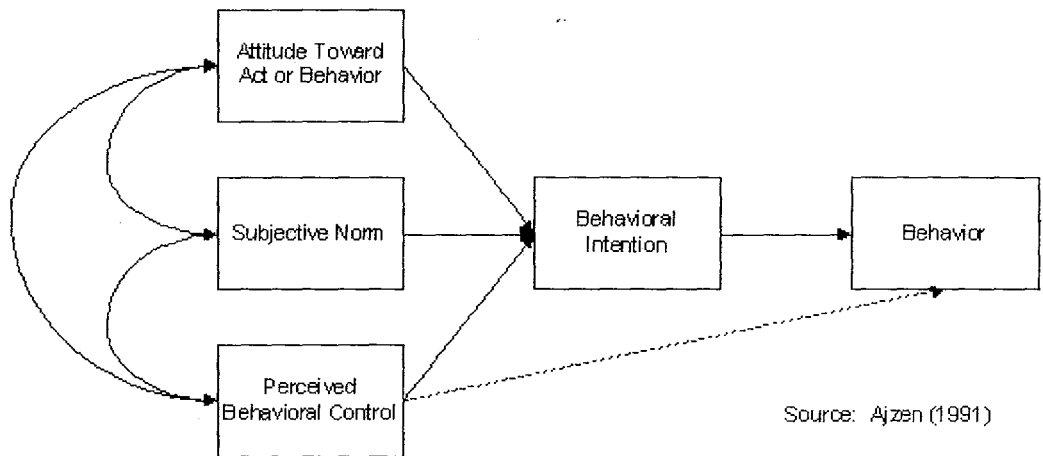 Attitude Toward
Act or Behavior
Subjective Norm
Behavioral
Intention
Behavior
Perceived
Behavioral Control
Source: Ajzen (1991)